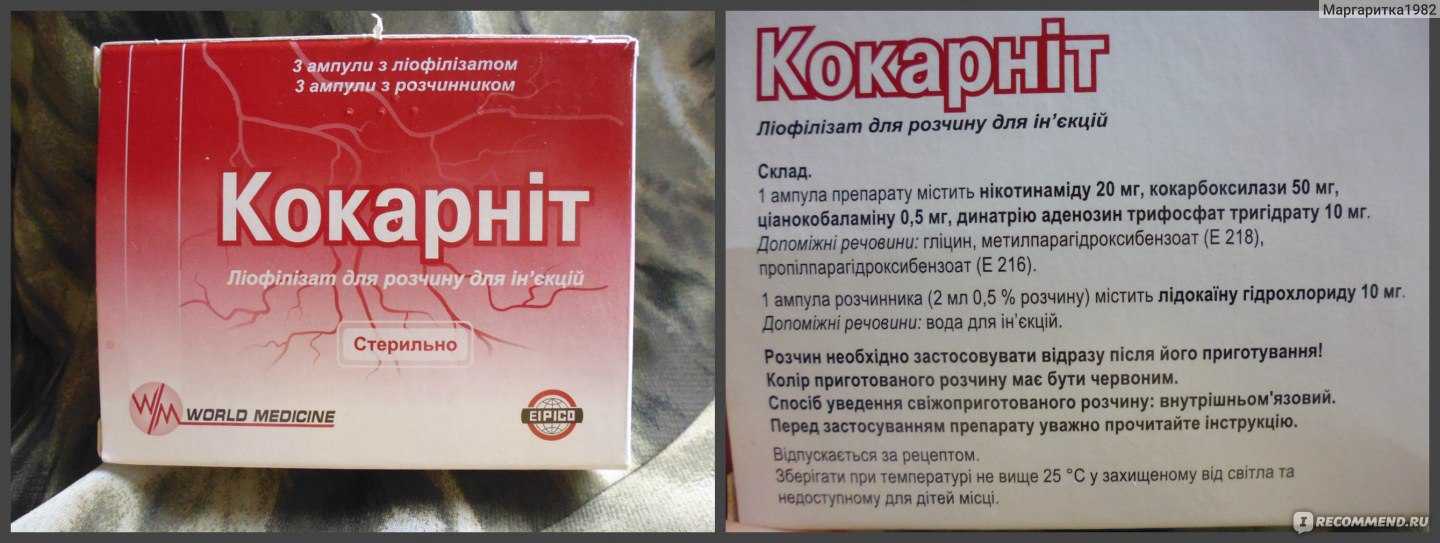 3 ампули з ліофілізатом
3 ампули з розчинником
Кокарніт
Ліофілізат для розчину для ін'єкцій
Стерильно
WM WORLD MEDICINE
EIPICO
Маргаритка1982
Кокарніт
Ліофілізат для розчину для ін'єкцій
Склад.
1 ампула препарату містить нікотинаміду 20 мг, кокарбоксилази 50 мг,
ціанокобаламіну 0,5 мг, динатрію аденозин трифосфат тригідрату 10 мг.
Допоміжні речовини: гліцин, метилпарагідроксибензоат (Е 218),
пропілпарагідроксибензоат (Е 216).
1 ампула розчинника (2 мл 0,5 % розчину) містить лідокаїну гідрохлориду 10 мг.
Допоміжні речовини: вода для ін'єкцій.
Розчин необхідно застосовувати відразу після його приготування!
Колір приготованого розчину має бути червоним.
Спосіб уведення свіжоприготованого розчину: внутрішньом'язовий.
Перед застосуванням препарату уважно прочитайте інструкцію.
Відпускається за рецептом.
Зберігати при температурі не вище 25 °С у захищеному від світла та
недоступному для дітей місці.
I RECOMMEND.RU